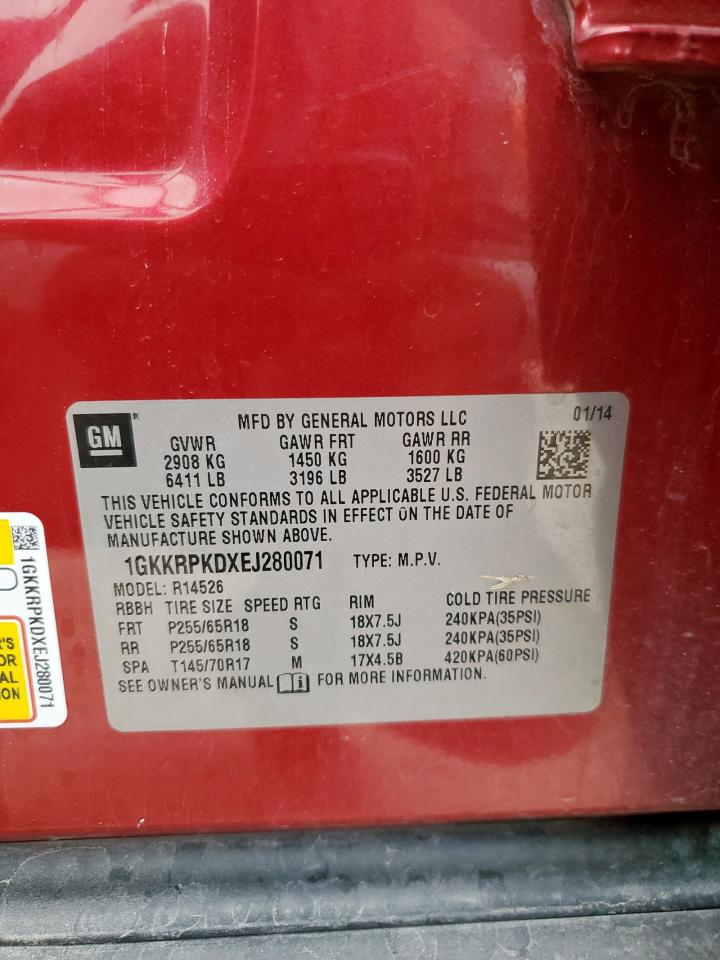 GM
MFD BY GENERAL MOTORS LLC 01/14
GVWR GAWR FRT GAWR RR
2908 KG 1450 KG 1600 KG
6411 LB 3196 LB 3527 LB
THIS VEHICLE CONFORMS TO ALL APPLICABLE U.S. FEDERAL MOTOR
VEHICLE SAFETY STANDARDS IN EFFECT ON THE DATE OF
MANUFACTURE SHOWN ABOVE.
1GKKRPKDXEJ280071 TYPE: M.P.V.
MODEL: R14526
RBBH TIRE SIZE SPEED RTG RIM COLD TIRE PRESSURE
FRT P255/65R18 S 18X7.5J 240KPA(35PSI)
RR P255/65R18 S 18X7.5J 240KPA(35PSI)
SPA T145/70R17 M 17X4.5B 420KPA(60PSI)
SEE OWNER'S MANUAL FOR MORE INFORMATION.
1GKKRPKDXEJ280071